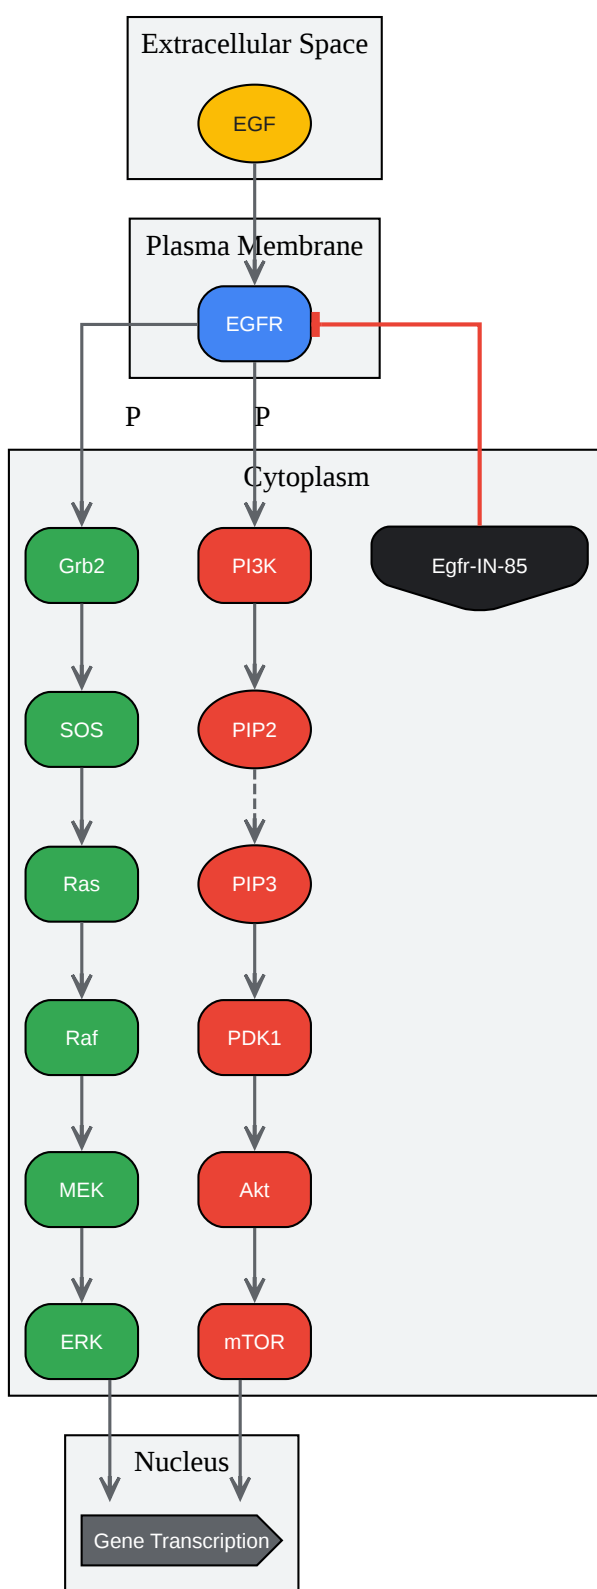 Extracellular Space
EGF
Plasma Membrane
EGFR
P
P
Cytoplasm
Grb2
PI3K
Egfr-IN-85
SOS
PIP2
Ras
PIP3
Raf
PDK1
MEK
Akt
ERK
mTOR
Nucleus
Gene Transcription